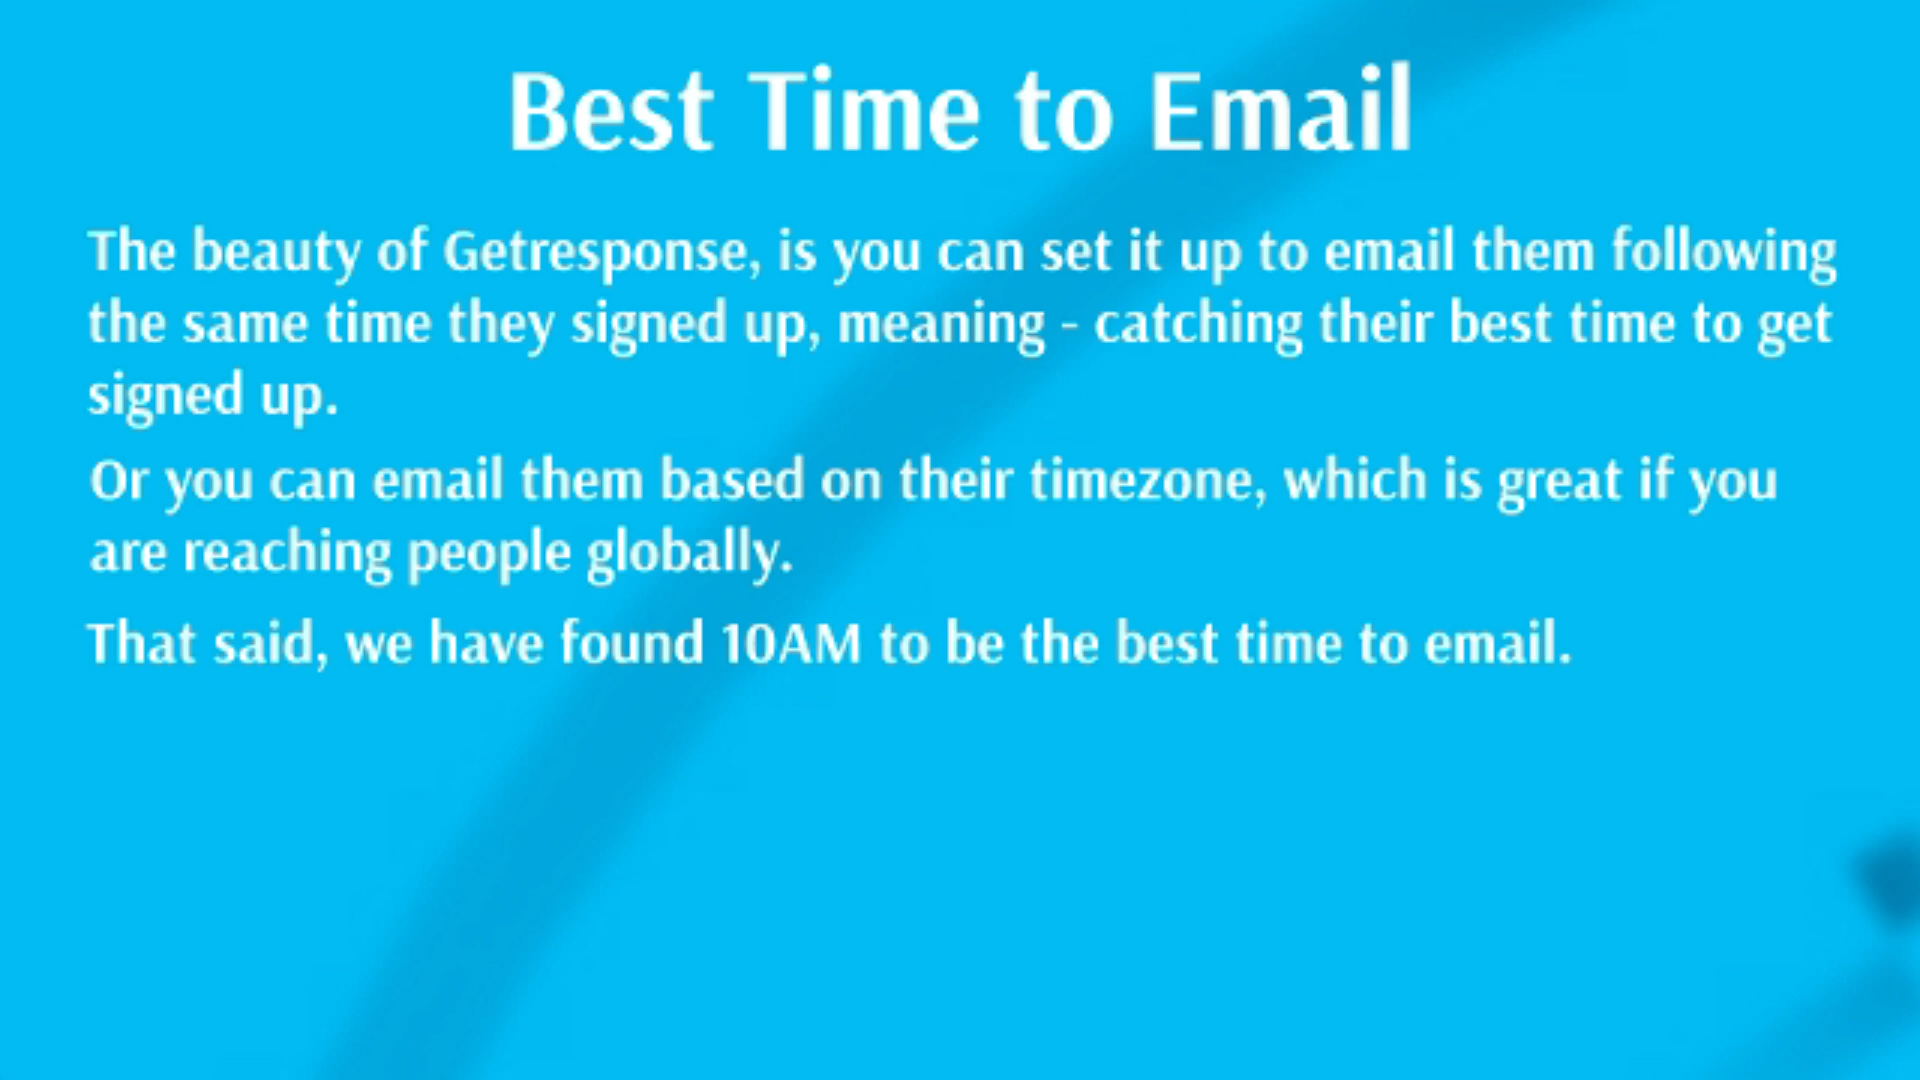 Best Time to Email
The beauty of Getresponse, is you can set it up to email them following
the same time they signed up, meaning - catching their best time to get
signed up.
Or you can email them based on their timezone, which is great if you
are reaching people globally.
That said, we have found 10AM to be the best time to email.